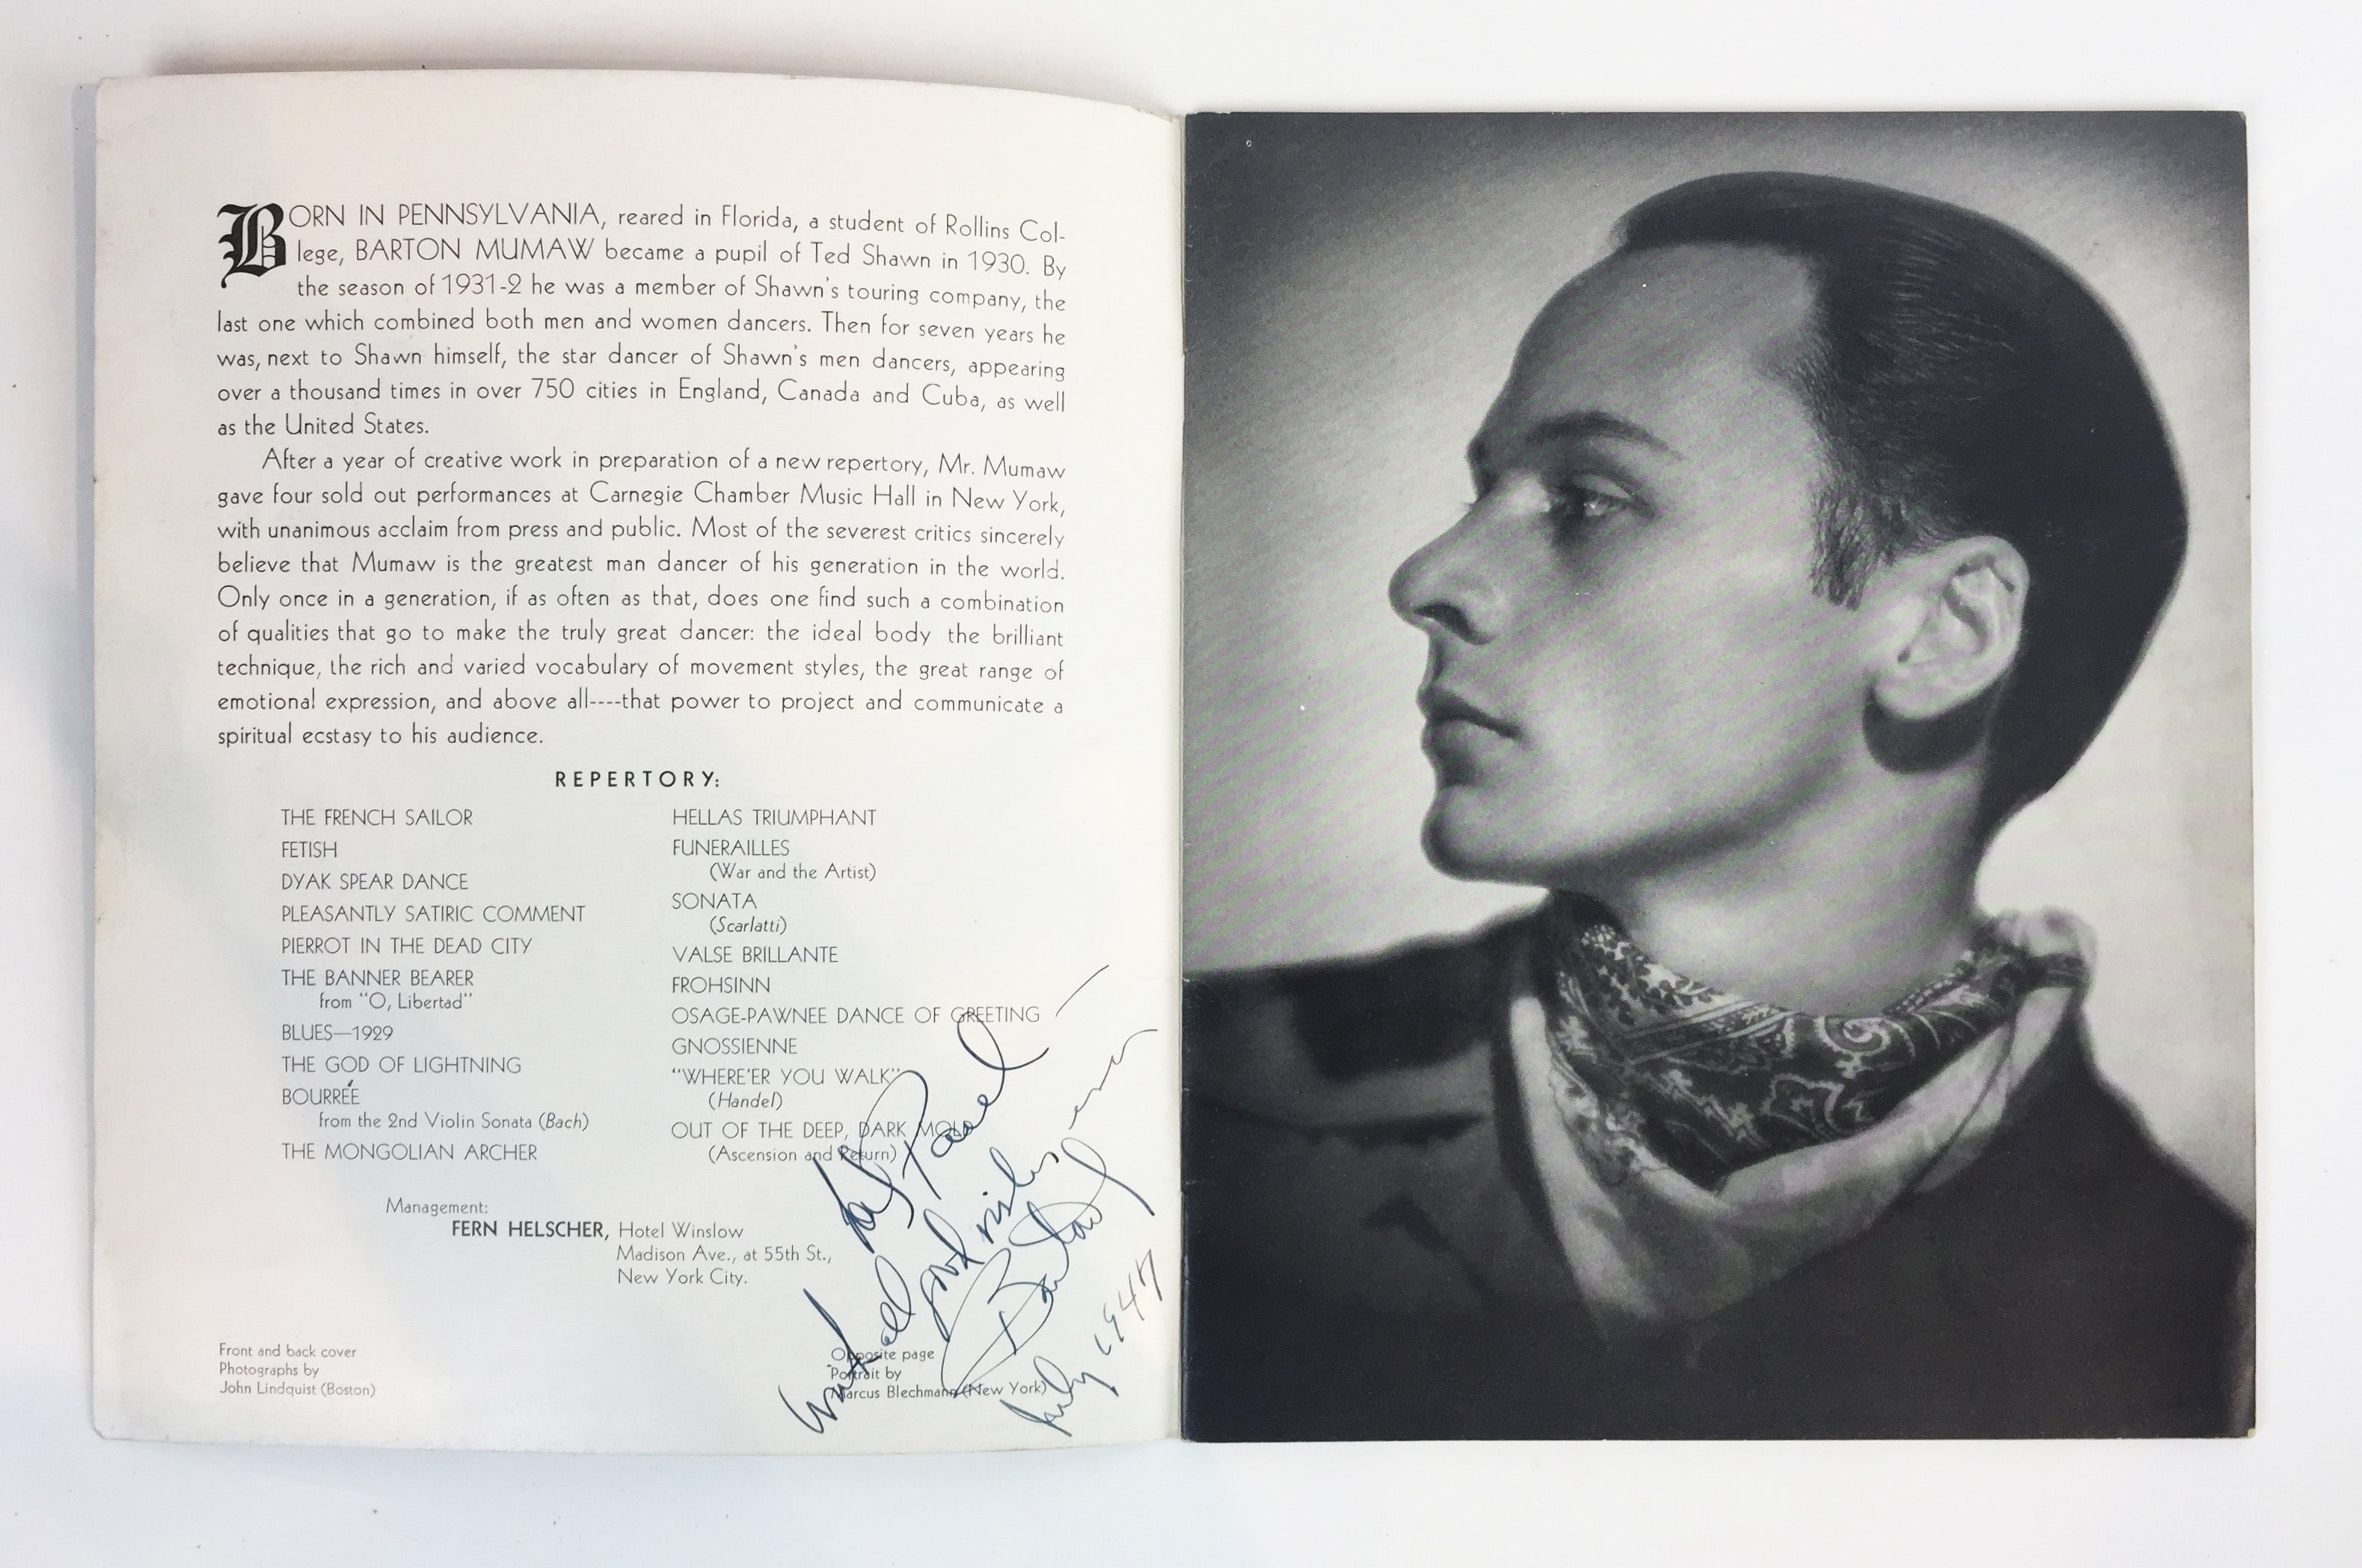 BORN IN PENNSYLVANIA, reared in Florida, a student of Rollins Col-
lege, BARTON MUMAW became a pupil of Ted Shawn in 1930. By
the season of 1931-2 he was a member of Shawn's touring company, the
last one which combined both men and women dancers. Then for seven years he
was, next to Shawn himself, the star dancer of Shawn's men dancers, appearing
over a thousand times in over 750 cities in England, Canada and Cuba, as well
as the United States.
After a year of creative work in preparation of a new repertory, Mr. Mumaw
gave four sold out performances at Carnegie Chamber Music Hall in New York,
with unanimous acclaim from press and public. Most of the severest critics sincerely
believe that Mumaw is the greatest man dancer of his generation in the world.
Only once in a generation, if as often as that, does one find such a combination
of qualities that go to make the truly great dancer: the ideal body the brilliant
technique, the rich and varied vocabulary of movement styles, the great range of
emotional expression, and above all----that power to project and communicate a
spiritual ecstasy to his audience.
REPERTORY:
THE FRENCH SAILOR
FETISH
DYAK SPEAR DANCE
PLEASANTLY SATIRIC COMMENT
PIERROT IN THE DEAD CITY
THE BANNER BEARER
from "O, Libertad"
BLUES—1929
THE GOD OF LIGHTNING
BOURRÉE
from the 2nd Violin Sonata (Bach)
THE MONGOLIAN ARCHER
HELLAS TRIUMPHANT
FUNERAILLES
(War and the Artist)
SONATA
(Scarlatti)
VALSE BRILLANTE
FROHSINN
OSAGE-PAWNEE DANCE OF GREETING
GNOSSIENNE
"WHERE'ER YOU WALK"
(Handel)
OUT OF THE DEEP, DARK MOLD
(Ascension and Return)
Management:
FERN HELSCHER, Hotel Winslow
Madison Ave., at 55th St.,
New York City.
Front and back cover
Photographs by
John Lindquist (Boston)
Opposite page
Portrait by
Marcus Blechmann (New York)
Paul—
good wishes
Barton
July 1947